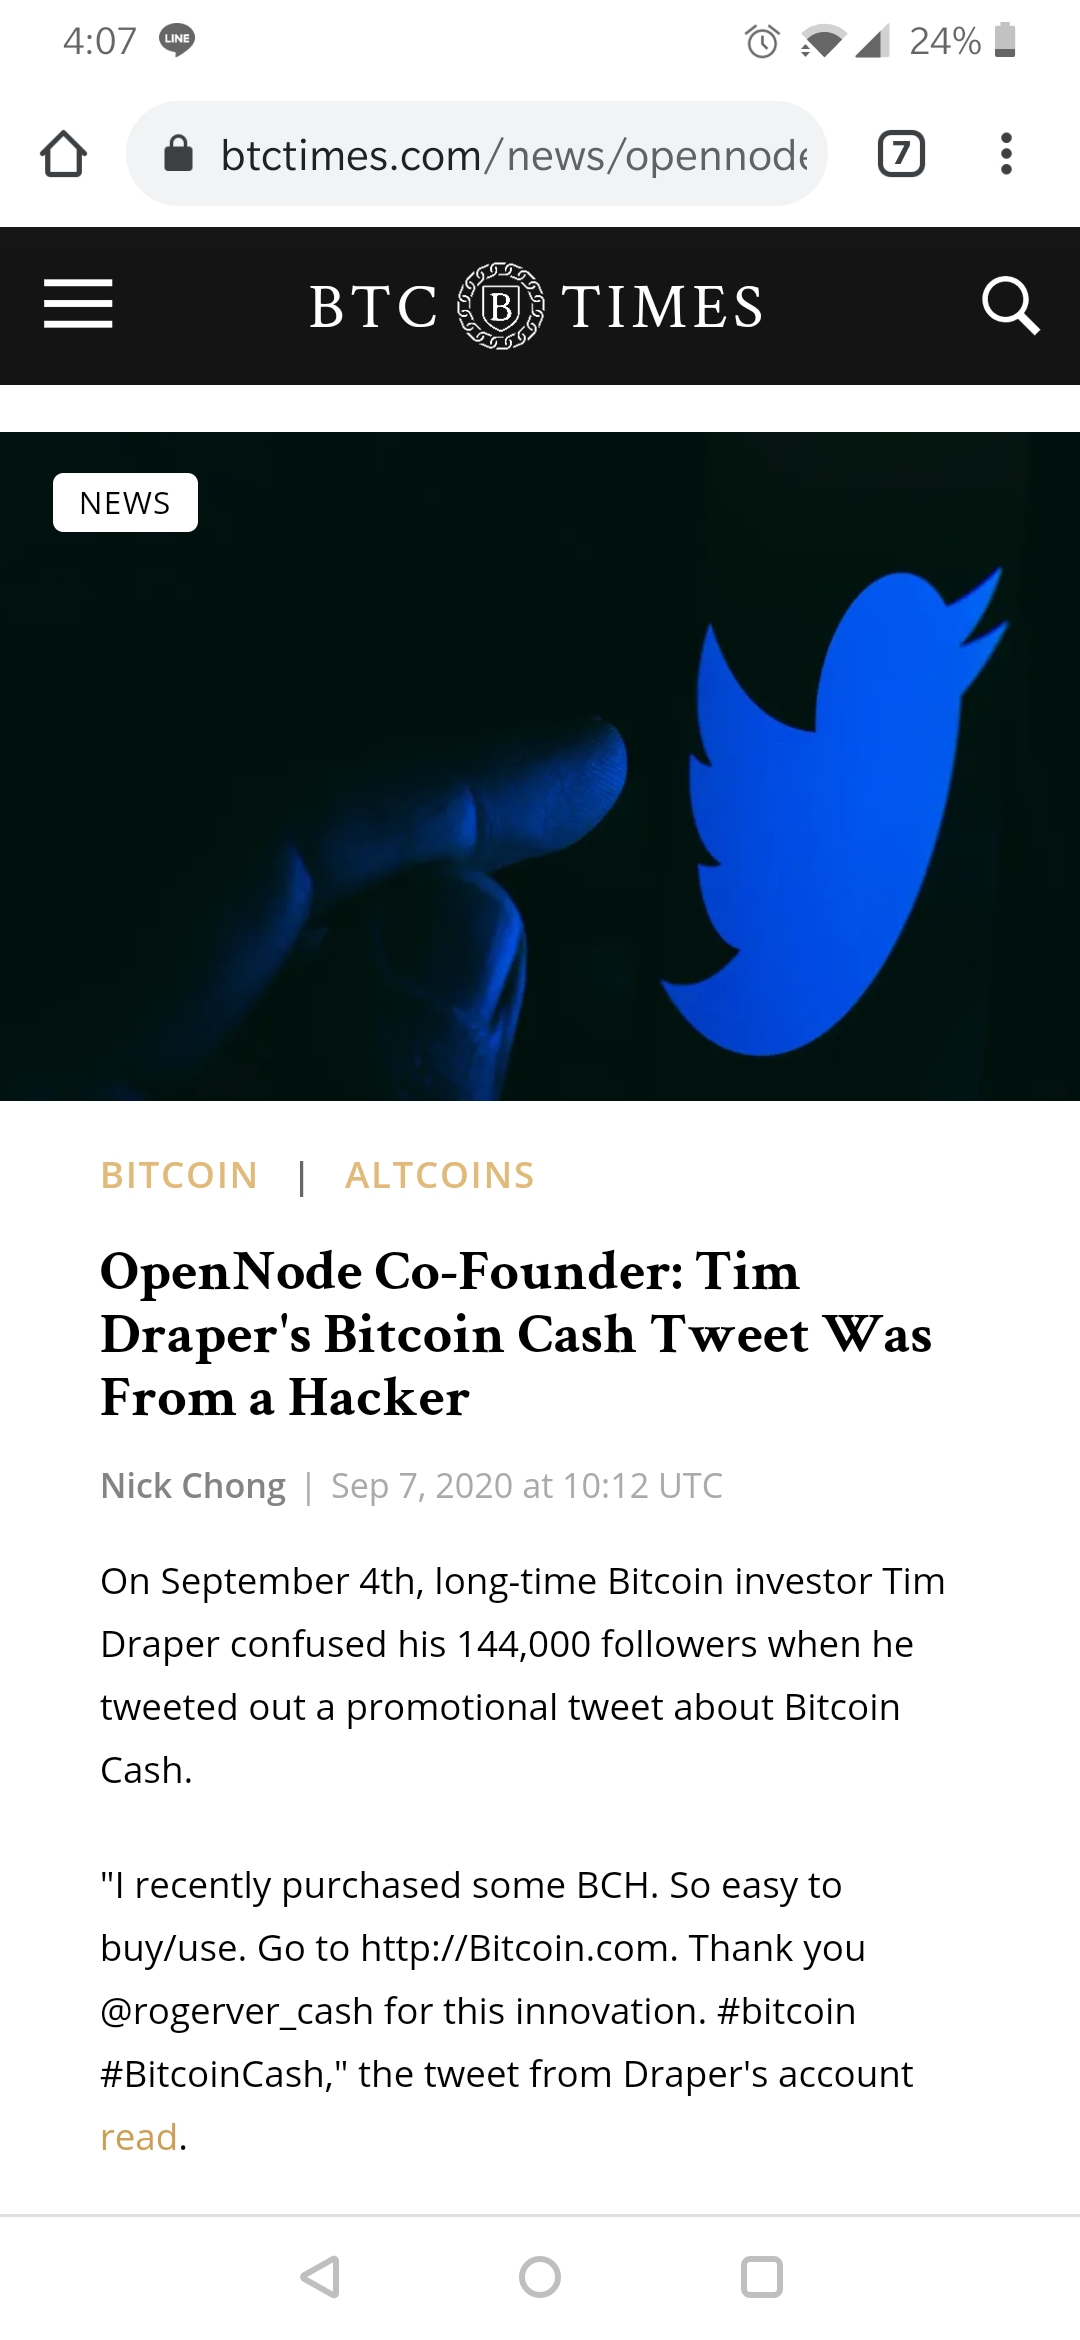 4:07 LINE 24%
btctimes.com/news/opennode
7
BTC B TIMES
NEWS
BITCOIN | ALTCOINS
OpenNode Co-Founder: Tim
Draper's Bitcoin Cash Tweet Was
From a Hacker
Nick Chong | Sep 7, 2020 at 10:12 UTC
On September 4th, long-time Bitcoin investor Tim
Draper confused his 144,000 followers when he
tweeted out a promotional tweet about Bitcoin
Cash.
"I recently purchased some BCH. So easy to
buy/use. Go to http://Bitcoin.com. Thank you
@rogerver_cash for this innovation. #bitcoin
#BitcoinCash," the tweet from Draper's account
read.